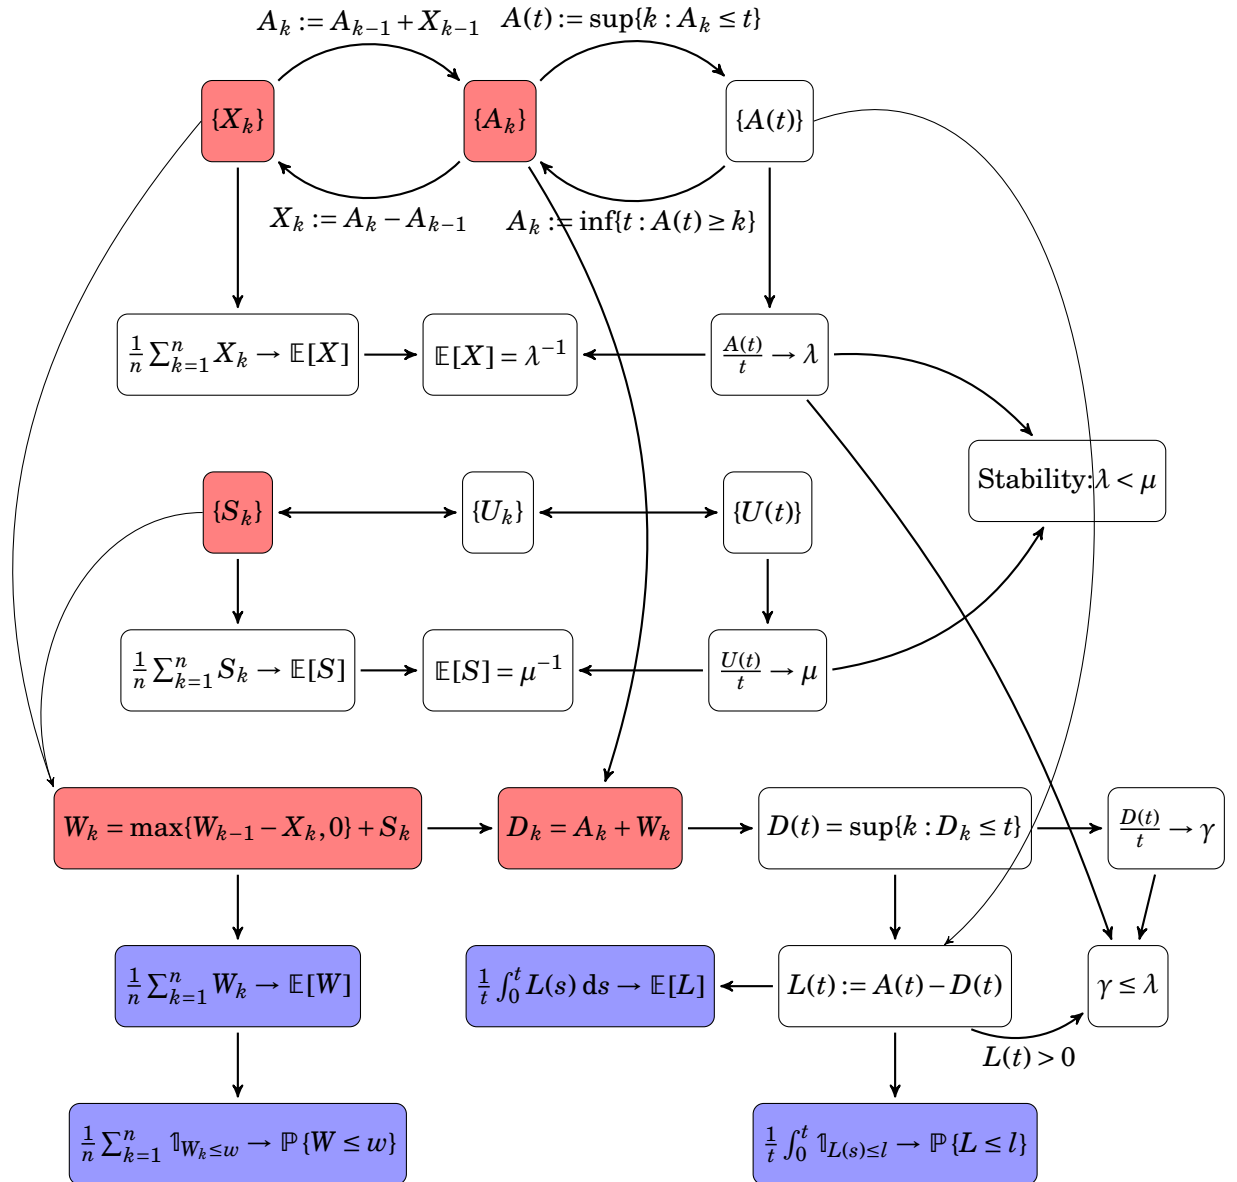 A_k := A_{k−1} + X_{k−1}
A(t) := sup{k : A_k ≤ t}
{X_k}
{A_k}
{A(t)}
X_k := A_k − A_{k−1}
A_k := inf{t : A(t) ≥ k}
1/n ∑_{k=1}^n X_k → 𝔼[X]
𝔼[X] = λ^{−1}
A(t)/t → λ
Stability: λ < μ
{S_k}
{U_k}
{U(t)}
1/n ∑_{k=1}^n S_k → 𝔼[S]
𝔼[S] = μ^{−1}
U(t)/t → μ
W_k = max{W_{k−1} − X_k, 0} + S_k
D_k = A_k + W_k
D(t) = sup{k : D_k ≤ t}
D(t)/t → γ
1/n ∑_{k=1}^n W_k → 𝔼[W]
1/t ∫_0^t L(s) ds → 𝔼[L]
L(t) := A(t) − D(t)
γ ≤ λ
L(t) > 0
1/n ∑_{k=1}^n 𝟙_{W_k ≤ w} → ℙ{W ≤ w}
1/t ∫_0^t 𝟙_{L(s) ≤ l} → ℙ{L ≤ l}